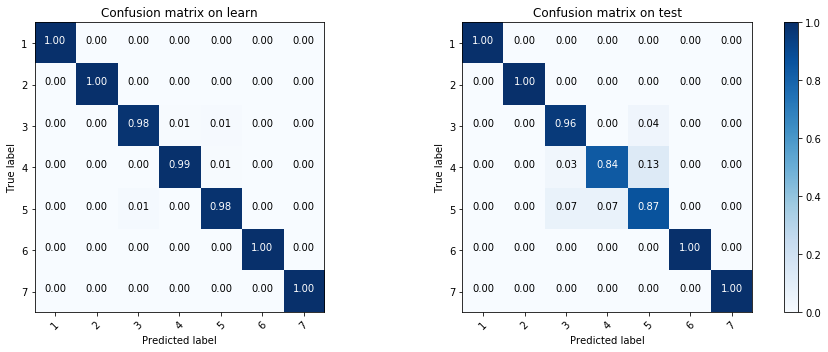 Confusion matrix on learn
1 1.00 0.00 0.00 0.00 0.00 0.00 0.00
2 0.00 1.00 0.00 0.00 0.00 0.00 0.00
3 0.00 0.00 0.98 0.01 0.01 0.00 0.00
4 0.00 0.00 0.00 0.99 0.01 0.00 0.00
5 0.00 0.00 0.01 0.00 0.98 0.00 0.00
6 0.00 0.00 0.00 0.00 0.00 1.00 0.00
7 0.00 0.00 0.00 0.00 0.00 0.00 1.00
1 2 3 4 5 6 7
True label
Predicted label
Confusion matrix on test
1 1.00 0.00 0.00 0.00 0.00 0.00 0.00
2 0.00 1.00 0.00 0.00 0.00 0.00 0.00
3 0.00 0.00 0.96 0.00 0.04 0.00 0.00
4 0.00 0.00 0.03 0.84 0.13 0.00 0.00
5 0.00 0.00 0.07 0.07 0.87 0.00 0.00
6 0.00 0.00 0.00 0.00 0.00 1.00 0.00
7 0.00 0.00 0.00 0.00 0.00 0.00 1.00
1 2 3 4 5 6 7
True label
Predicted label
1.0
0.8
0.6
0.4
0.2
0.0